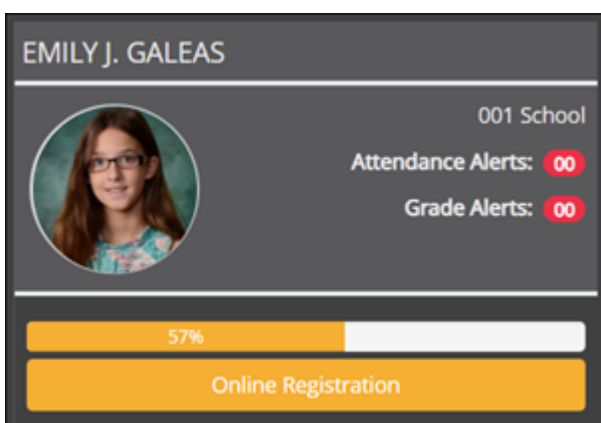 EMILY J. GALEAS
001 School
Attendance Alerts: 00
Grade Alerts: 00
57%
Online Registration